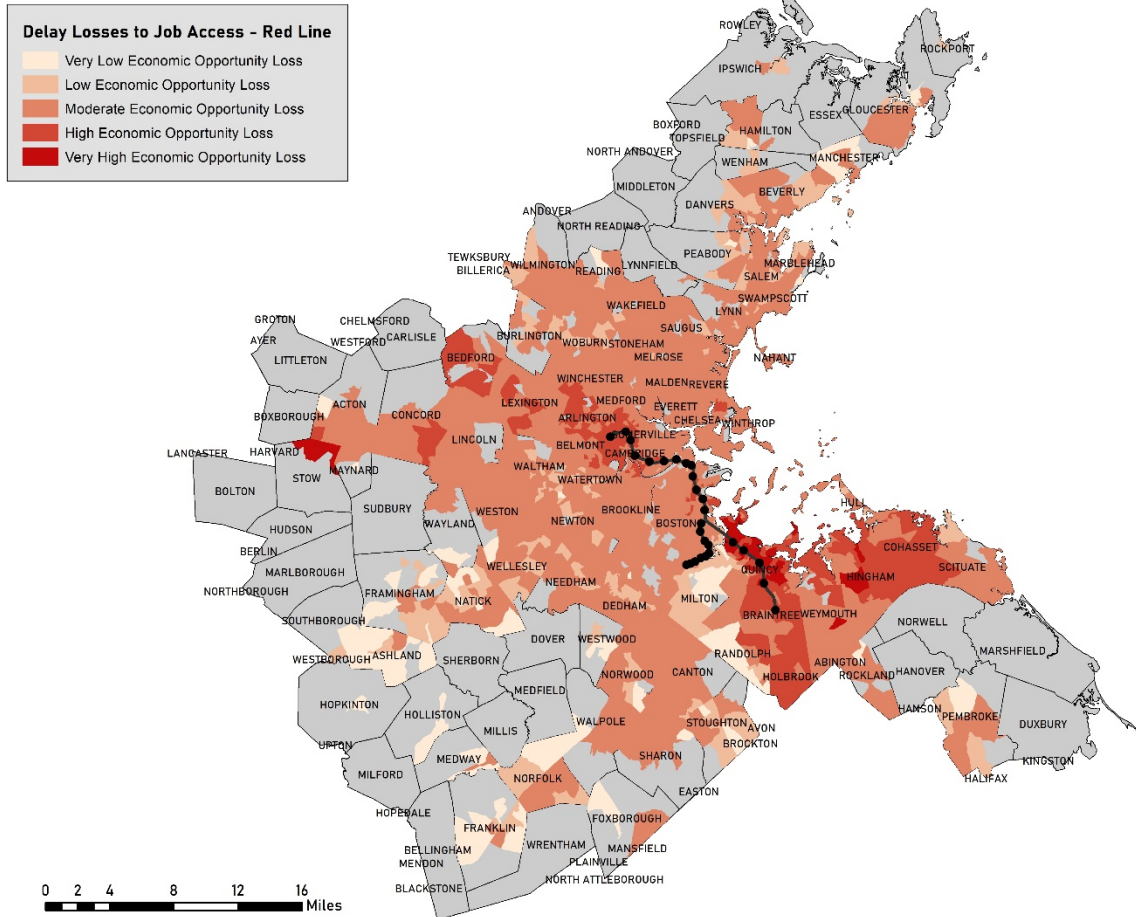 Delay Losses to Job Access - Red Line
Very Low Economic Opportunity Loss
Low Economic Opportunity Loss
Moderate Economic Opportunity Loss
High Economic Opportunity Loss
Very High Economic Opportunity Loss
ROWLEY
ROCKPORT
IPSWICH
ESSEX
GLOUCESTER
BOXFORD
TOPSFIELD
HAMILTON
NORTH ANDOVER
WENHAM
MANCHESTER
MIDDLETON
BEVERLY
DANVERS
ANDOVER
NORTH READING
TEWKSBURY
WILMINGTON
LYNNFIELD
PEABODY
MARBLEHEAD
BILLERICA
READING
SALEM
SWAMPSCOTT
WAKEFIELD
LYNN
GROTON
CHELMSFORD
SAUGUS
AYER
WESTFORD
CARLISLE
BURLINGTON
WOBURN
STONEHAM
LITTLETON
BEDFORD
MELROSE
NAHANT
WINCHESTER
MALDEN
REVERE
LEXINGTON
MEDFORD
ACTON
EVERETT
BOXBOROUGH
CONCORD
ARLINGTON
CHELSEA
WINTHROP
LINCOLN
BELMONT
SOMERVILLE
HARVARD
CAMBRIDGE
LANCASTER
MAYNARD
WALTHAM
STOW
WATERTOWN
BOLTON
SUDBURY
WESTON
HULL
BROOKLINE
NEWTON
BOSTON
HUDSON
WAYLAND
BERLIN
COHASSET
WELLESLEY
SCITUATE
MARLBOROUGH
QUINCY
HINGHAM
NEEDHAM
NORTHBOROUGH
FRAMINGHAM
NATICK
MILTON
DEDHAM
BRAINTREE
WEYMOUTH
SOUTHBOROUGH
NORWELL
DOVER
WESTWOOD
MARSHFIELD
RANDOLPH
WESTBOROUGH
ASHLAND
SHERBORN
ABINGTON
HANOVER
NORWOOD
CANTON
HOLBROOK
ROCKLAND
MEDFIELD
HOPKINTON
HANSON
HOLLISTON
PEMBROKE
WALPOLE
STOUGHTON
DUXBURY
MILLIS
AVON
UPTON
BROCKTON
MEDWAY
SHARON
KINGSTON
MILFORD
NORFOLK
HALIFAX
EASTON
HOPEDALE
FOXBOROUGH
FRANKLIN
BELLINGHAM
WRENTHAM
MANSFIELD
MENDON
PLAINVILLE
NORTH ATTLEBOROUGH
BLACKSTONE
0 2 4 8 12 16
Miles